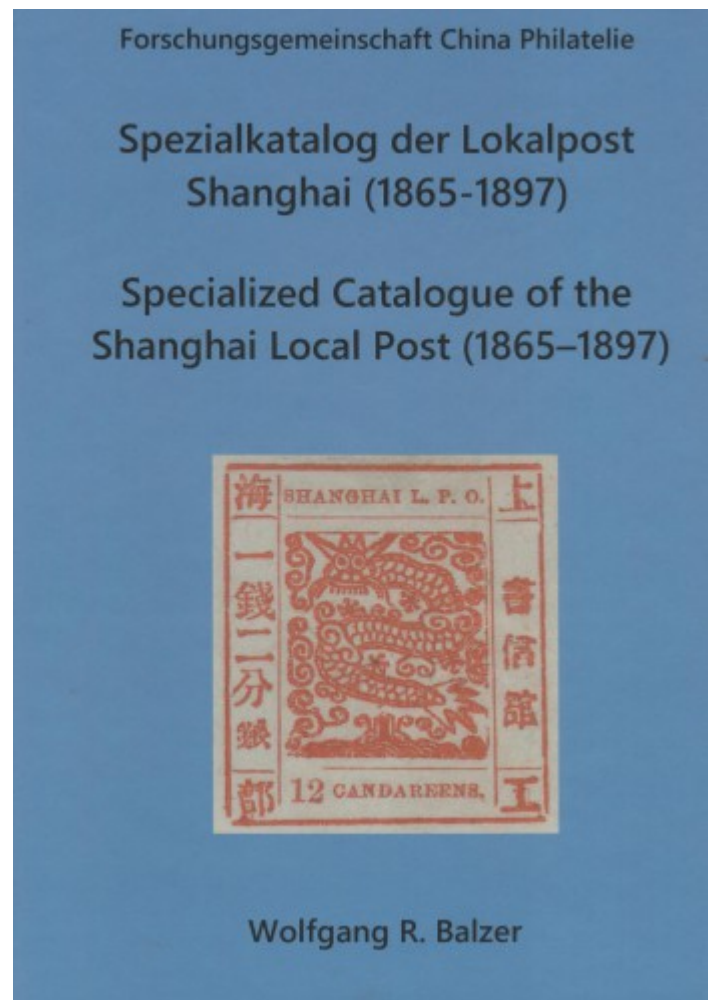 Forschungsgemeinschaft China Philatelie
Spezialkatalog der Lokalpost
Shanghai (1865-1897)
Specialized Catalogue of the
Shanghai Local Post (1865–1897)
SHANGHAI L. P. O.
上海
書信館
一錢二分銀
工部
12 CANDAREENS.
Wolfgang R. Balzer